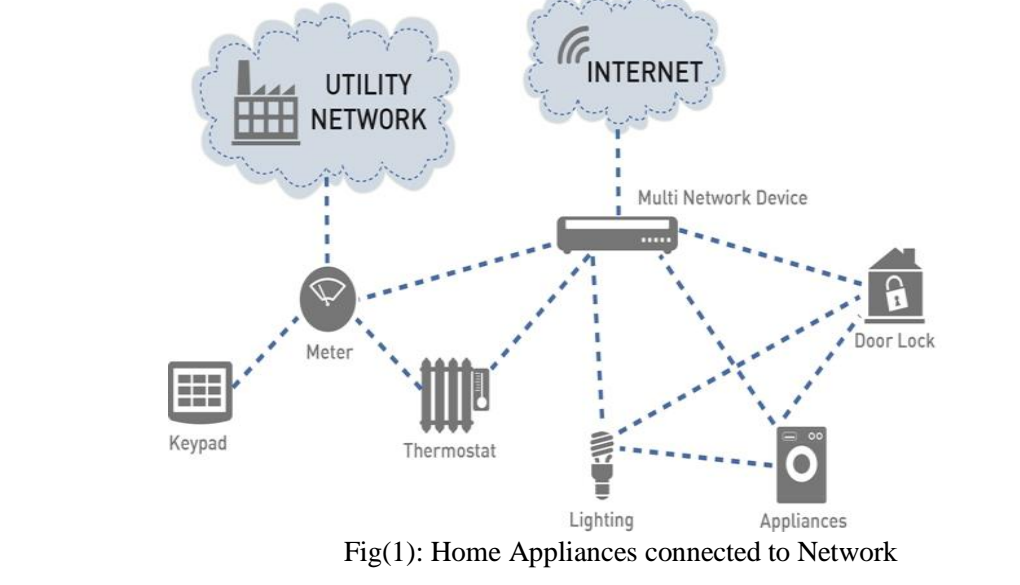 UTILITY
NETWORK
INTERNET
Multi Network Device
Meter
Door Lock
Keypad
Thermostat
Lighting
Appliances
Fig(1): Home Appliances connected to Network